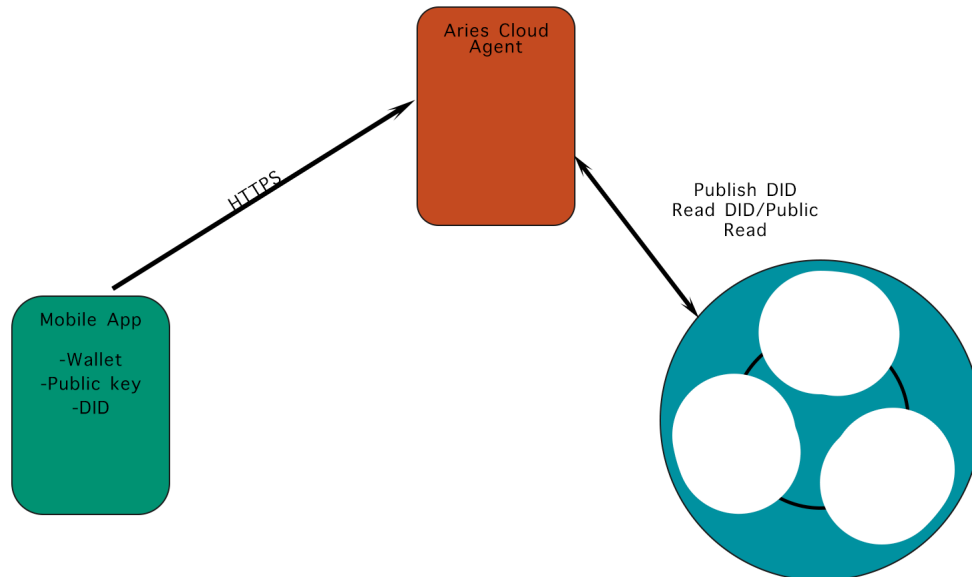 Aries Cloud
Agent
HTTPS
Publish DID
Read DID/Public
Read
Mobile App
-Wallet
-Public key
-DID